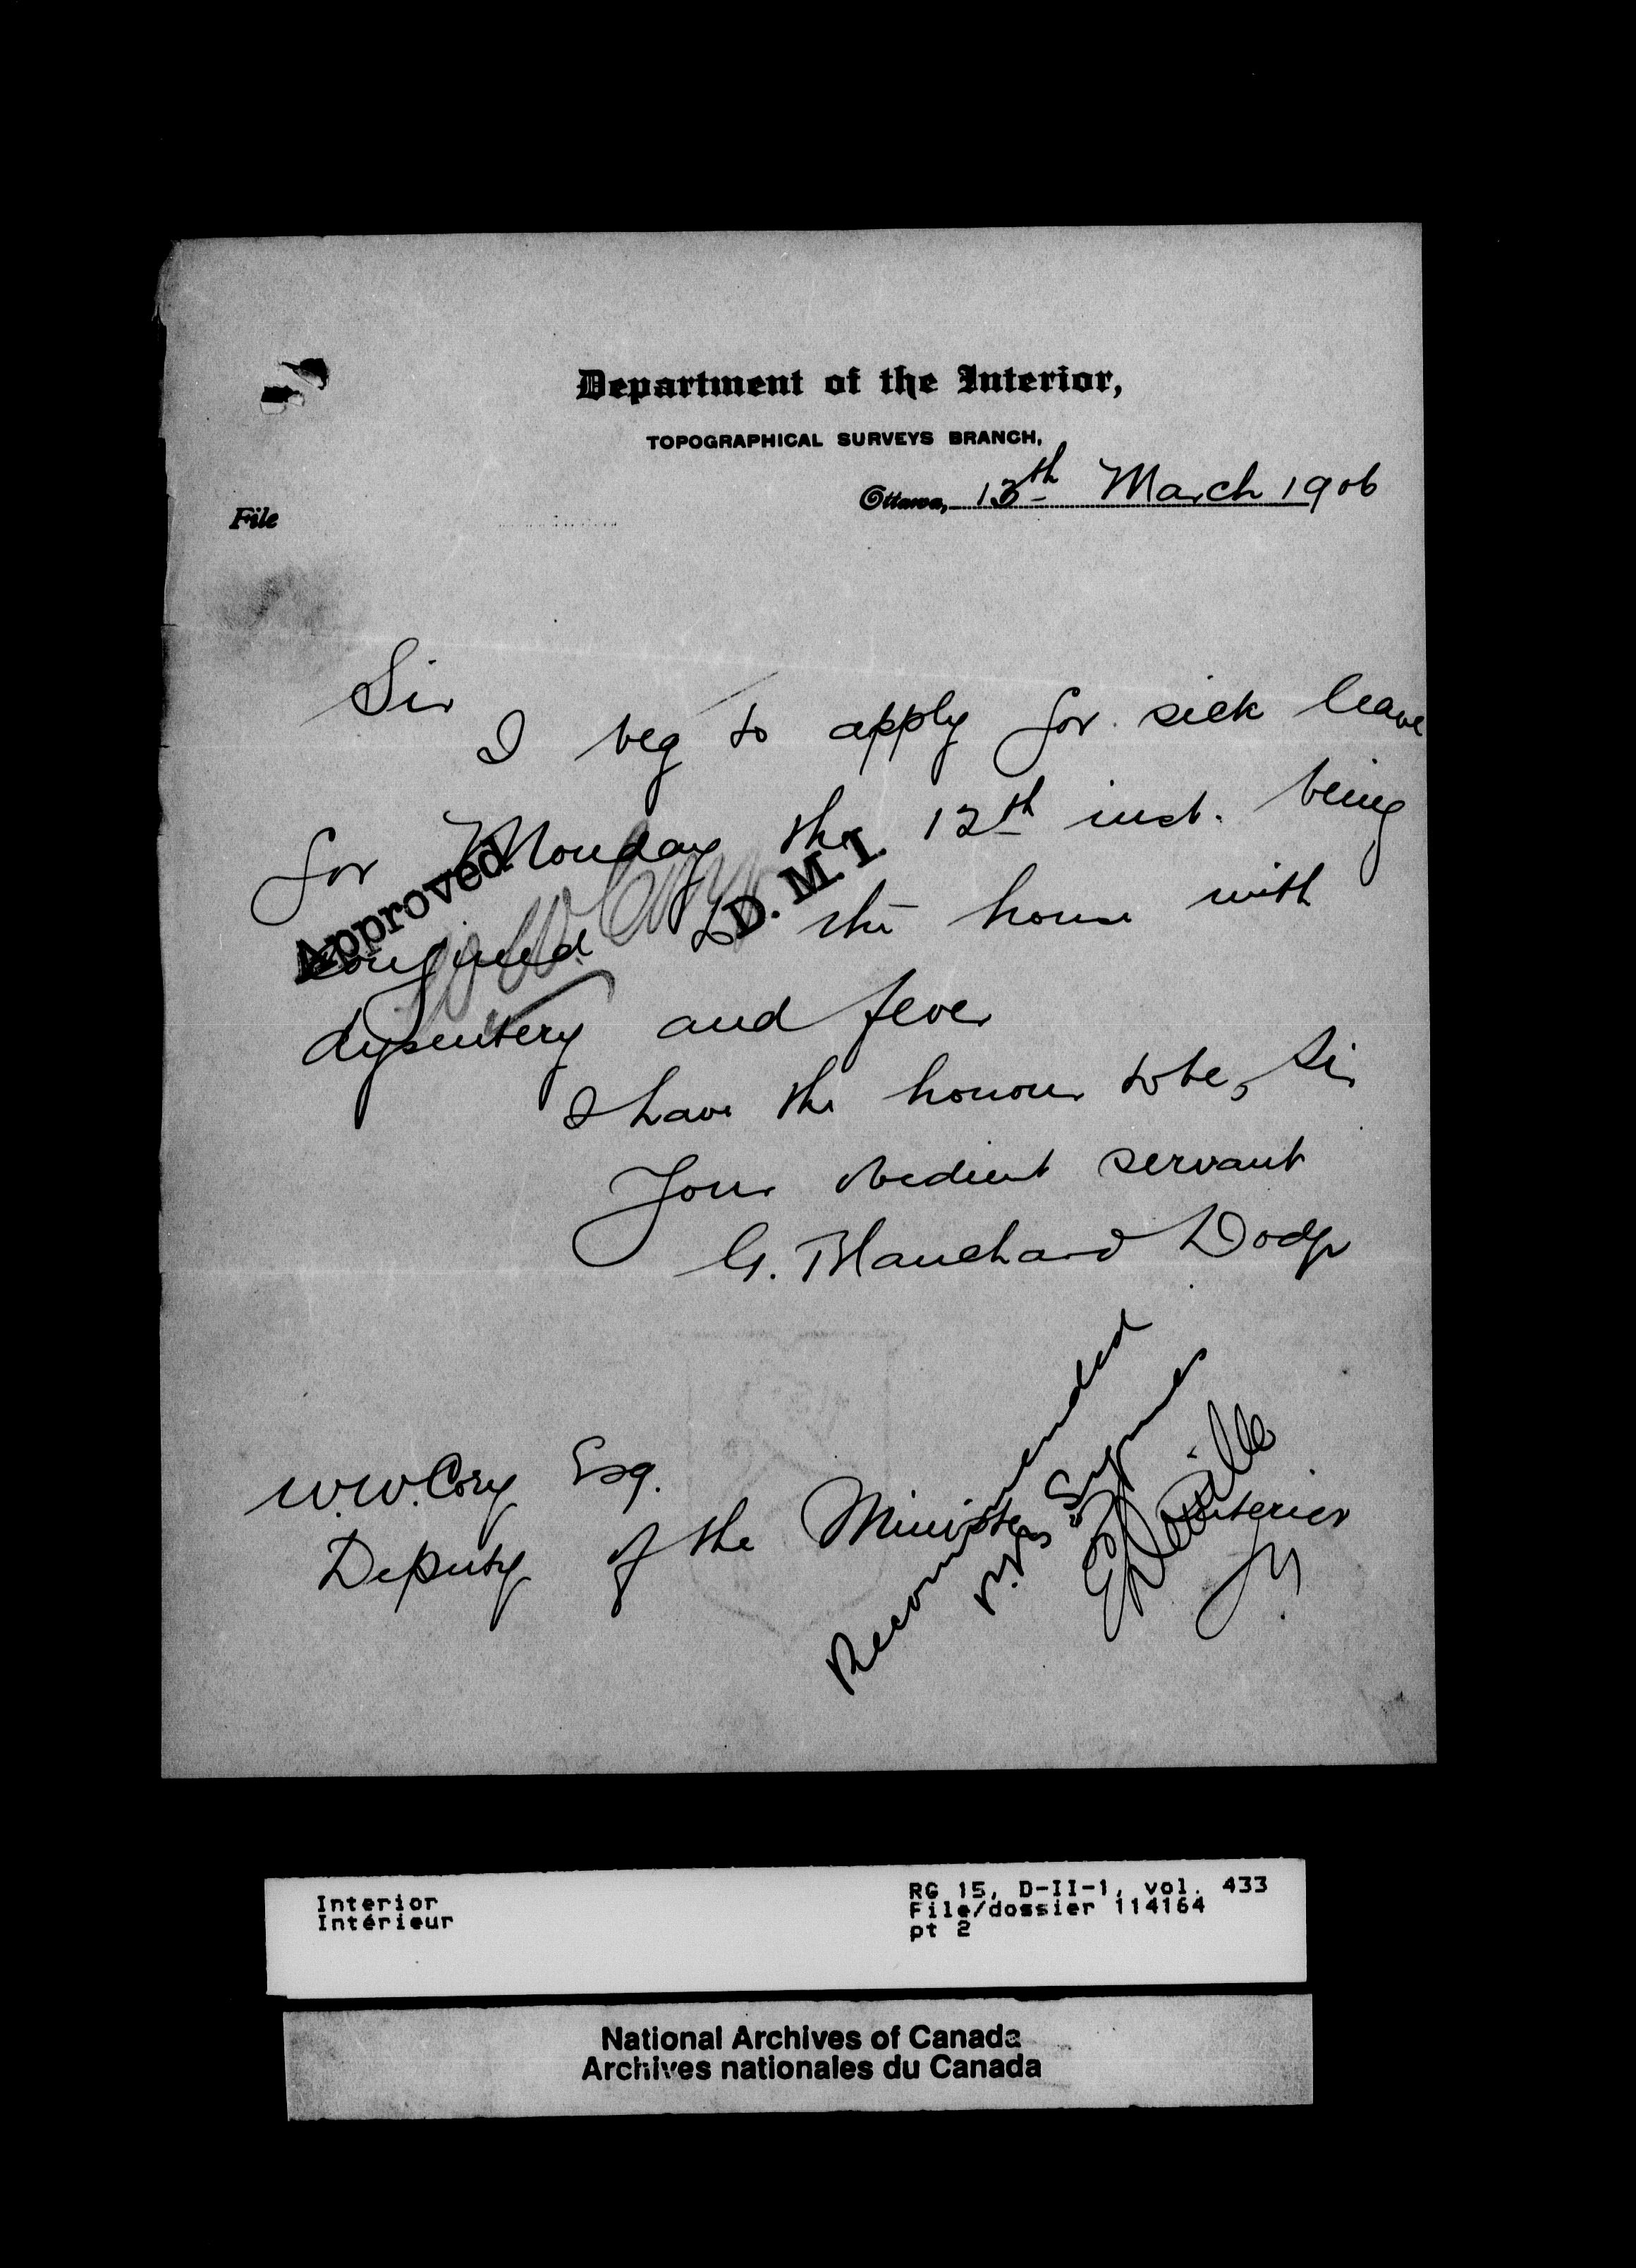 Department of the Interior,
TOPOGRAPHICAL SURVEYS BRANCH,
Ottawa, 13th March 1906
File
Sir
I beg to apply for sick leave
for Monday the 12th inst. being
confined to the house with
dysentery and fever
I have the honour to be, Sir
Your obedient servant
G. Blanchard Dodge
Approved
W. W. Cory
D. M. I.
W. W. Cory Esq.
Deputy of the Minister Interior
Recommended
P. B. Symes
E. Deville
Interior
Intérieur
RG 15, D-II-1, vol. 433
File/dossier 114164
pt 2
National Archives of Canada
Archives nationales du Canada